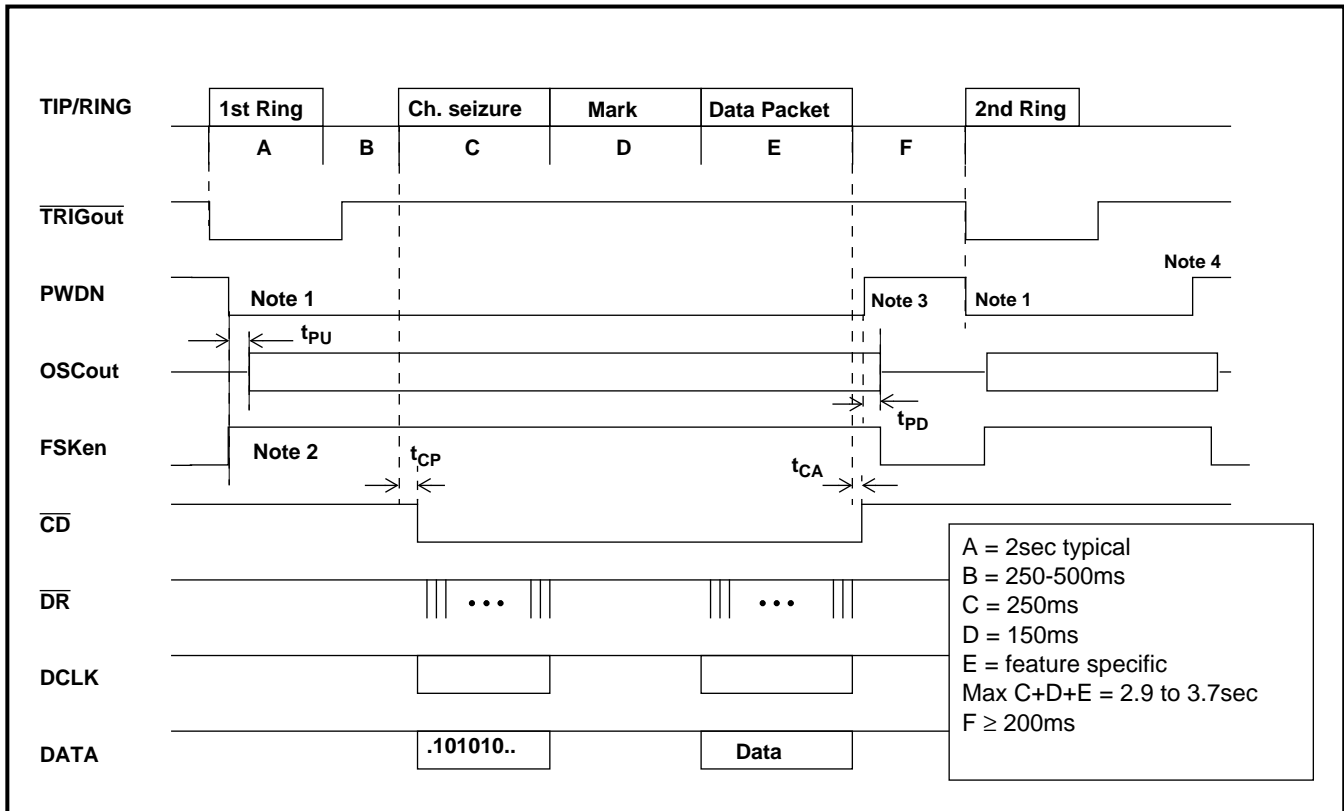 TIP/RING 1st Ring Ch. seizure Mark Data Packet 2nd Ring
A B C D E F
TRIGout
Note 4
PWDN Note 1 Note 3 Note 1
tPU
OSCout
tPD
FSKen Note 2 tCP tCA
CD
DR • • • • • •
DCLK
DATA .101010.. Data
A = 2sec typical
B = 250-500ms
C = 250ms
D = 150ms
E = feature specific
Max C+D+E = 2.9 to 3.7sec
F ≥ 200ms